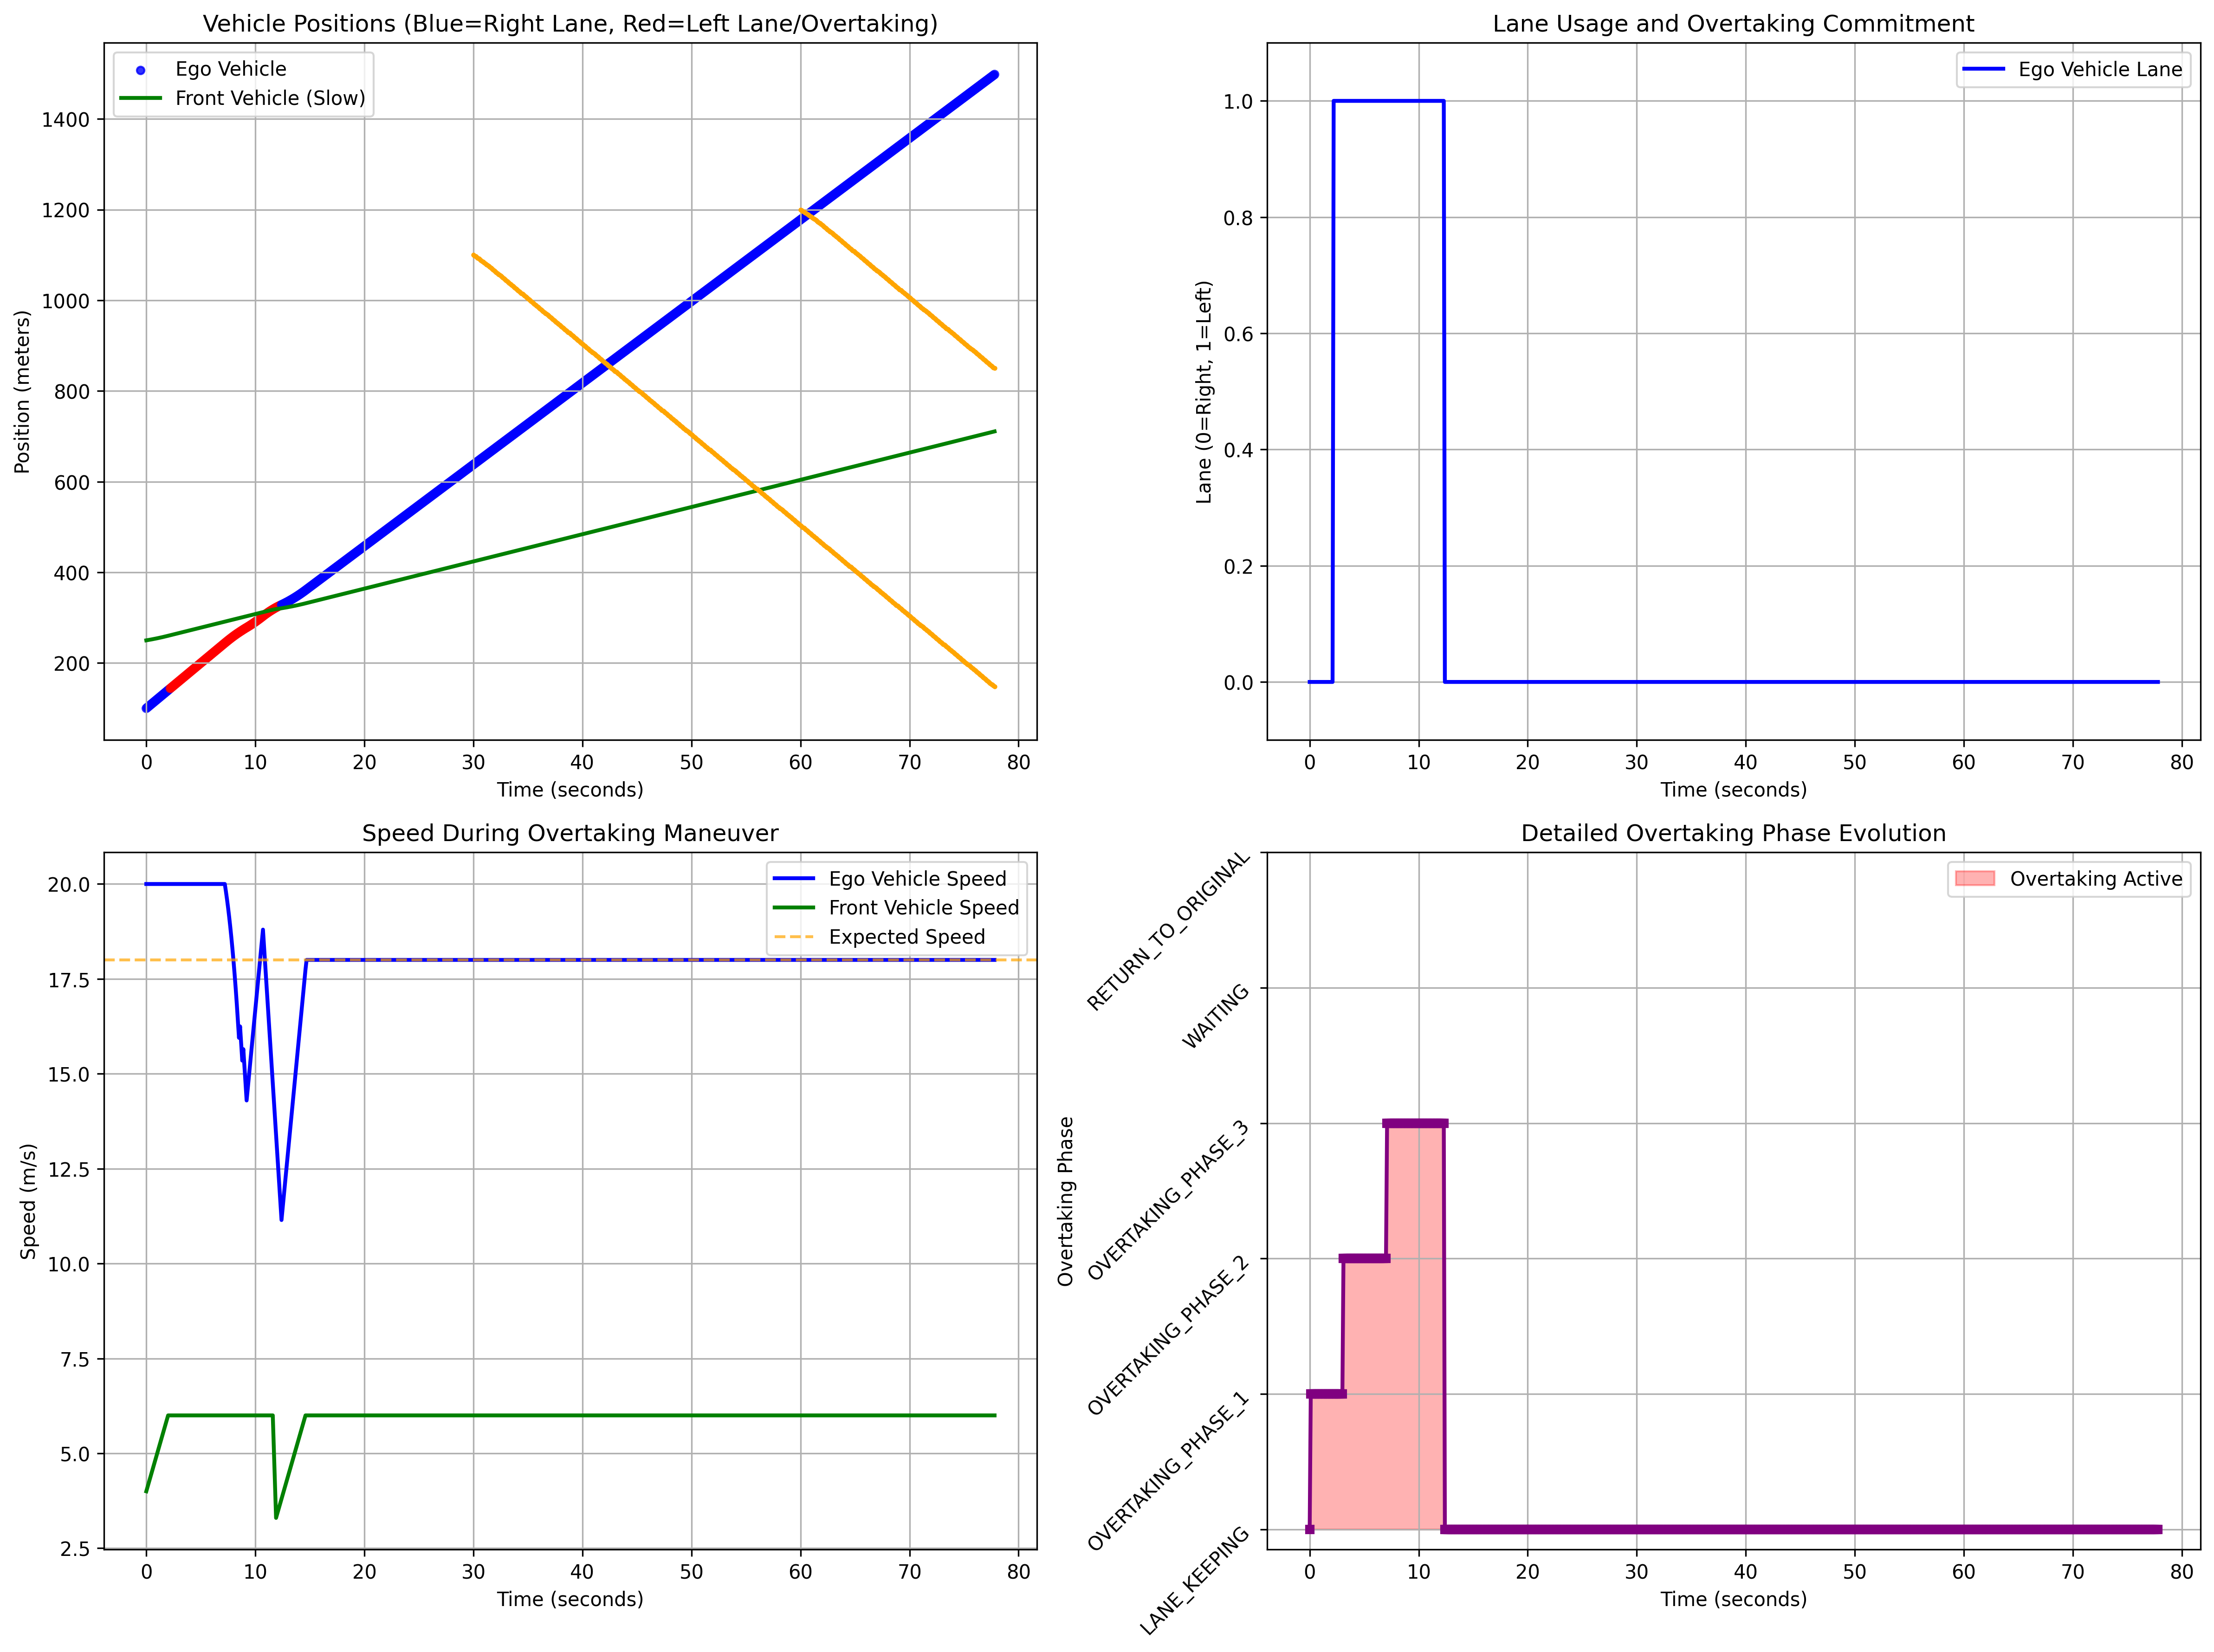 Vehicle Positions (Blue=Right Lane, Red=Left Lane/Overtaking)
Ego Vehicle
Front Vehicle (Slow)
1400
1200
1000
800
600
400
200
Position (meters)
0 10 20 30 40 50 60 70 80
Time (seconds)
Lane Usage and Overtaking Commitment
Ego Vehicle Lane
1.0
0.8
0.6
0.4
0.2
0.0
Lane (0=Right, 1=Left)
0 10 20 30 40 50 60 70 80
Time (seconds)
Speed During Overtaking Maneuver
Ego Vehicle Speed
Front Vehicle Speed
Expected Speed
20.0
17.5
15.0
12.5
10.0
7.5
5.0
2.5
Speed (m/s)
0 10 20 30 40 50 60 70 80
Time (seconds)
Detailed Overtaking Phase Evolution
Overtaking Active
RETURN_TO_ORIGINAL
WAITING
OVERTAKING_PHASE_3
OVERTAKING_PHASE_2
OVERTAKING_PHASE_1
LANE_KEEPING
Overtaking Phase
0 10 20 30 40 50 60 70 80
Time (seconds)